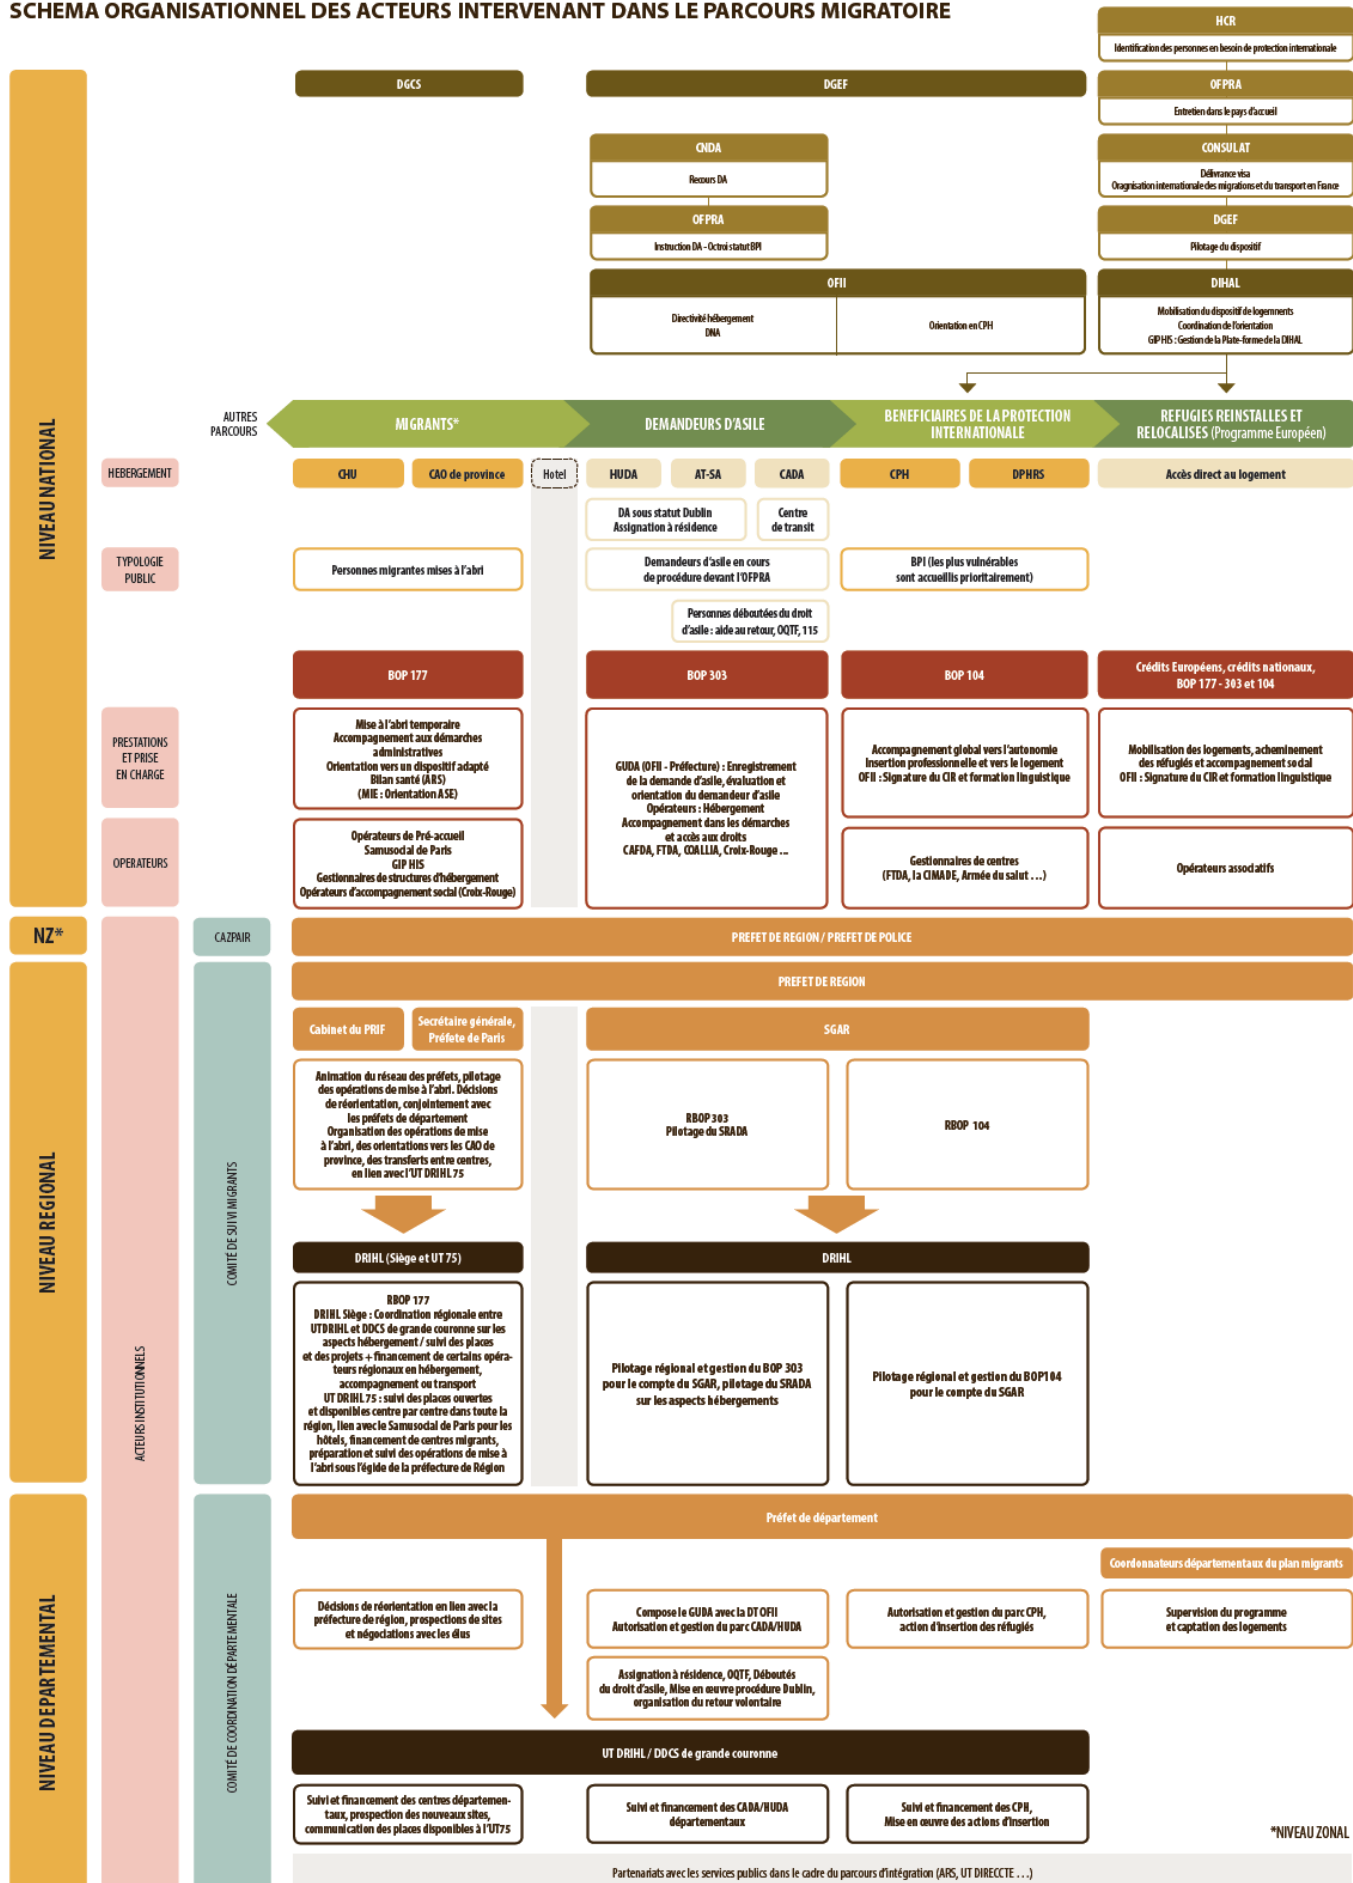 SCHEMA ORGANISATIONNEL DES ACTEURS INTERVENANT DANS LE PARCOURS MIGRATOIRE
HCR
Identification des personnes en besoin de protection internationale
DGCS
DGEF
OFPRA
Entretien dans le pays d'accueil
CNDA
Recours DA
CONSULAT
Délivrance visa
Oragnisation internationale des migrations et du transport en France
OFPRA
Instruction DA - Octroi statut BPI
DGEF
Pilotage du dispositif
OFII
Directivité hébergement
DNA
Orientation en CPH
DIHAL
Mobilisation du dispositif de logemnents
Coordination de l'orientation
GIP HIS : Gestion de la Plate-forme de la DIHAL
NIVEAU NATIONAL
AUTRES
PARCOURS
MIGRANTS*
DEMANDEURS D'ASILE
BENEFICIAIRES DE LA PROTECTION
INTERNATIONALE
REFUGIES REINSTALLES ET
RELOCALISES (Programme Européen)
HEBERGEMENT
CHU
CAO de province
Hotel
HUDA
AT-SA
CADA
CPH
DPHRS
Accès direct au logement
DA sous statut Dublin
Assignation à résidence
Centre
de transit
TYPOLOGIE
PUBLIC
Personnes migrantes mises à l'abri
Demandeurs d'asile en cours
de procédure devant l'OFPRA
BPI (les plus vulnérables
sont accueillis prioritairement)
Personnes déboutées du droit
d'asile : aide au retour, OQTF, 115
BOP 177
BOP 303
BOP 104
Crédits Européens, crédits nationaux,
BOP 177 - 303 et 104
PRESTATIONS
ET PRISE
EN CHARGE
Mise à l'abri temporaire
Accompagnement aux démarches
administratives
Orientation vers un dispositif adapté
Bilan santé (ARS)
(MIE : Orientation ASE)
GUDA (OFII - Préfecture) : Enregistrement
de la demande d'asile, évaluation et
orientation du demandeur d'asile
Opérateurs : Hébergement
Accompagnement dans les démarches
et accès aux droits
CAFDA, FTDA, COALLIA, Croix-Rouge ...
Accompagnement global vers l'autonomie
Insertion professionnelle et vers le logement
OFII : Signature du CIR et formation linguistique
Mobilisation des logements, acheminement
des réfugiés et accompagnement social
OFII : Signature du CIR et formation linguistique
OPERATEURS
Opérateurs de Pré-accueil
Samusocial de Paris
GIP HIS
Gestionnaires de structures d'hébergement
Opérateurs d'accompagnement social (Croix-Rouge)
Gestionnaires de centres
(FTDA, la CIMADE, Armée du salut ...)
Opérateurs associatifs
NZ*
CAZPAIR
PREFET DE REGION / PREFET DE POLICE
ACTEURS INSTITUTIONNELS
NIVEAU REGIONAL
COMITÉ DE SUIVI MIGRANTS
PREFET DE REGION
Cabinet du PRIF
Secrétaire générale,
Préfete de Paris
SGAR
Animation du réseau des préfets, pilotage
des opérations de mise à l'abri. Décisions
de réorientation, conjointement avec
les préfets de département
Organisation des opérations de mise
à l'abri, des orientations vers les CAO de
province, des transferts entre centres,
en lien avec l'UT DRIHL 75
RBOP 303
Pilotage du SRADA
RBOP 104
DRIHL (Siège et UT 75)
DRIHL
RBOP 177
DRIHL Siège : Coordination régionale entre
UTDRIHL et DDCS de grande couronne sur les
aspects hébergement / suivi des places
et des projets + financement de certains opéra-
teurs régionaux en hébergement,
accompagnement ou transport
UT DRIHL 75 : suivi des places ouvertes
et disponibles centre par centre dans toute la
région, lien avec le Samusocial de Paris pour les
hôtels, financement de centres migrants,
préparation et suivi des opérations de mise à
l'abri sous l'égide de la préfecture de Région
Pilotage régional et gestion du BOP 303
pour le compte du SGAR, pilotage du SRADA
sur les aspects hébergements
Pilotage régional et gestion du BOP104
pour le compte du SGAR
NIVEAU DEPARTEMENTAL
COMITÉ DE COORDINATION DÉPARTEMENTALE
Préfet de département
Coordonnateurs départementaux du plan migrants
Décisions de réorientation en lien avec la
préfecture de région, prospections de sites
et négociations avec les élus
Compose le GUDA avec la DT OFII
Autorisation et gestion du parc CADA/HUDA
Autorisation et gestion du parc CPH,
action d'insertion des réfugiés
Supervision du programme
et captation des logements
Assignation à résidence, OQTF, Déboutés
du droit d'asile, Mise en œuvre procédure Dublin,
organisation du retour volontaire
UT DRIHL / DDCS de grande couronne
Suivi et financement des centres départemen-
taux, prospection des nouveaux sites,
communication des places disponibles à l'UT75
Suivi et financement des CADA/HUDA
départementaux
Suivi et financement des CPH,
Mise en œuvre des actions d'insertion
*NIVEAU ZONAL
Partenariats avec les services publics dans le cadre du parcours d'intégration (ARS, UT DIRECCTE ...)